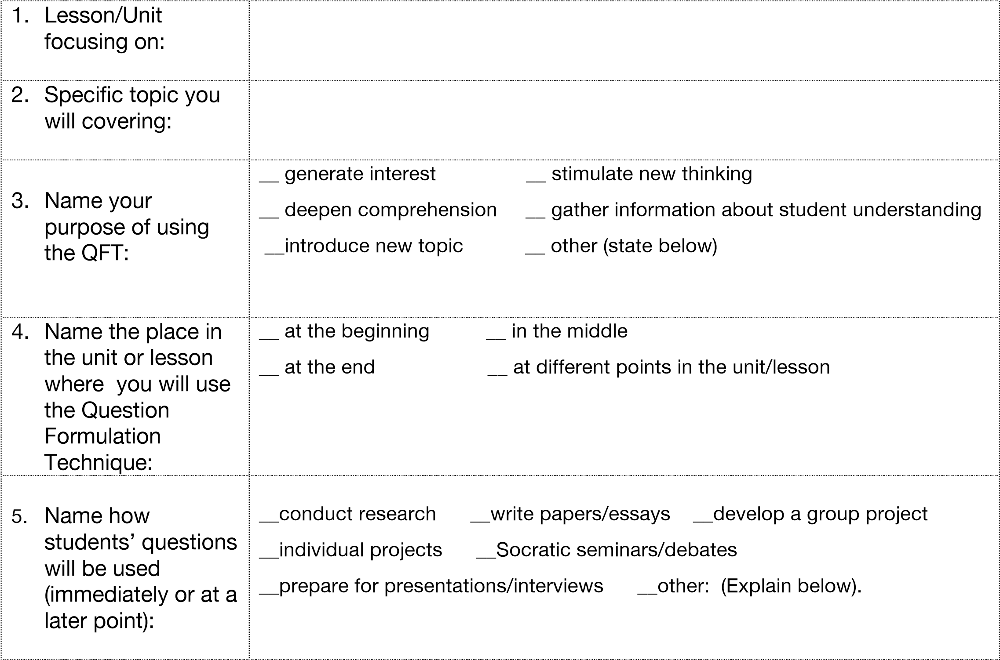 1. Lesson/Unit
focusing on:
2. Specific topic you
will covering:
3. Name your
purpose of using
the QFT:
__ generate interest __ stimulate new thinking
__ deepen comprehension __ gather information about student understanding
__introduce new topic __ other (state below)
4. Name the place in
the unit or lesson
where  you will use
the Question
Formulation
Technique:
__ at the beginning __ in the middle
__ at the end __ at different points in the unit/lesson
5. Name how
students’ questions
will be used
(immediately or at a
later point):
__conduct research __write papers/essays __develop a group project
__individual projects __Socratic seminars/debates
__prepare for presentations/interviews __other:  (Explain below).